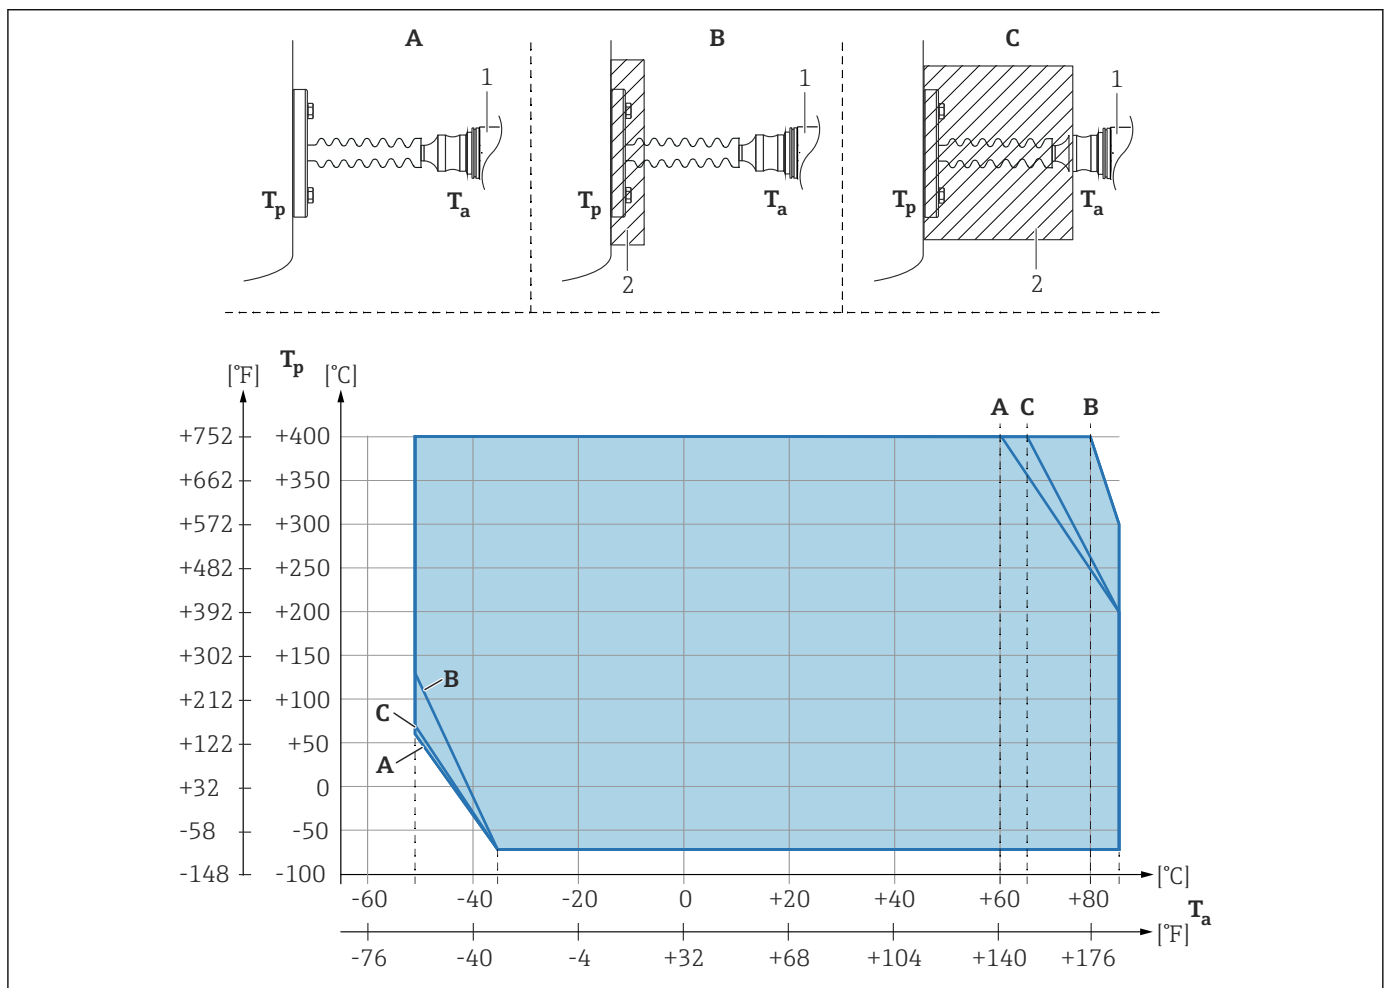 A B C
1 1 1
Tp Ta Tp Ta Tp Ta
2 2 2
[°F] Tp [°C]
A C B
+752 +400
+662 +350
+572 +300
+482 +250
+392 +200
+302 +150
B
+212 +100
C
+122 +50
A
+32 0
-58 -50
-148 -100
[°C]
-60 -40 -20 0 +20 +40 +60 +80
Ta
[°F]
-76 -40 -4 +32 +68 +104 +140 +176